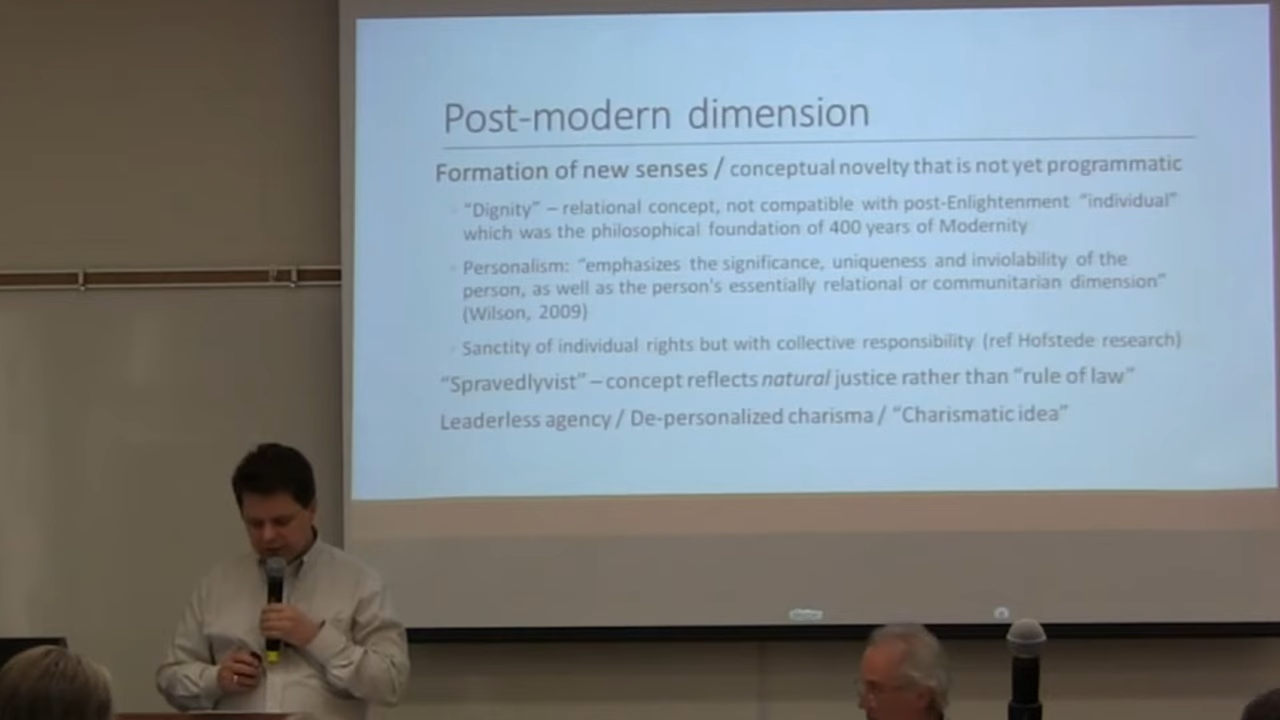 Post-modern dimension
Formation of new senses / conceptual novelty that is not yet programmatic
"Dignity" – relational concept, not compatible with post-Enlightenment "individual"
which was the philosophical foundation of 400 years of Modernity
Personalism: "emphasizes the significance, uniqueness and inviolability of the
person, as well as the person's essentially relational or communitarian dimension"
(Wilson, 2009)
Sanctity of individual rights but with collective responsibility (ref Hofstede research)
"Spravedlyvist" – concept reflects natural justice rather than "rule of law"
Leaderless agency / De-personalized charisma / "Charismatic idea"